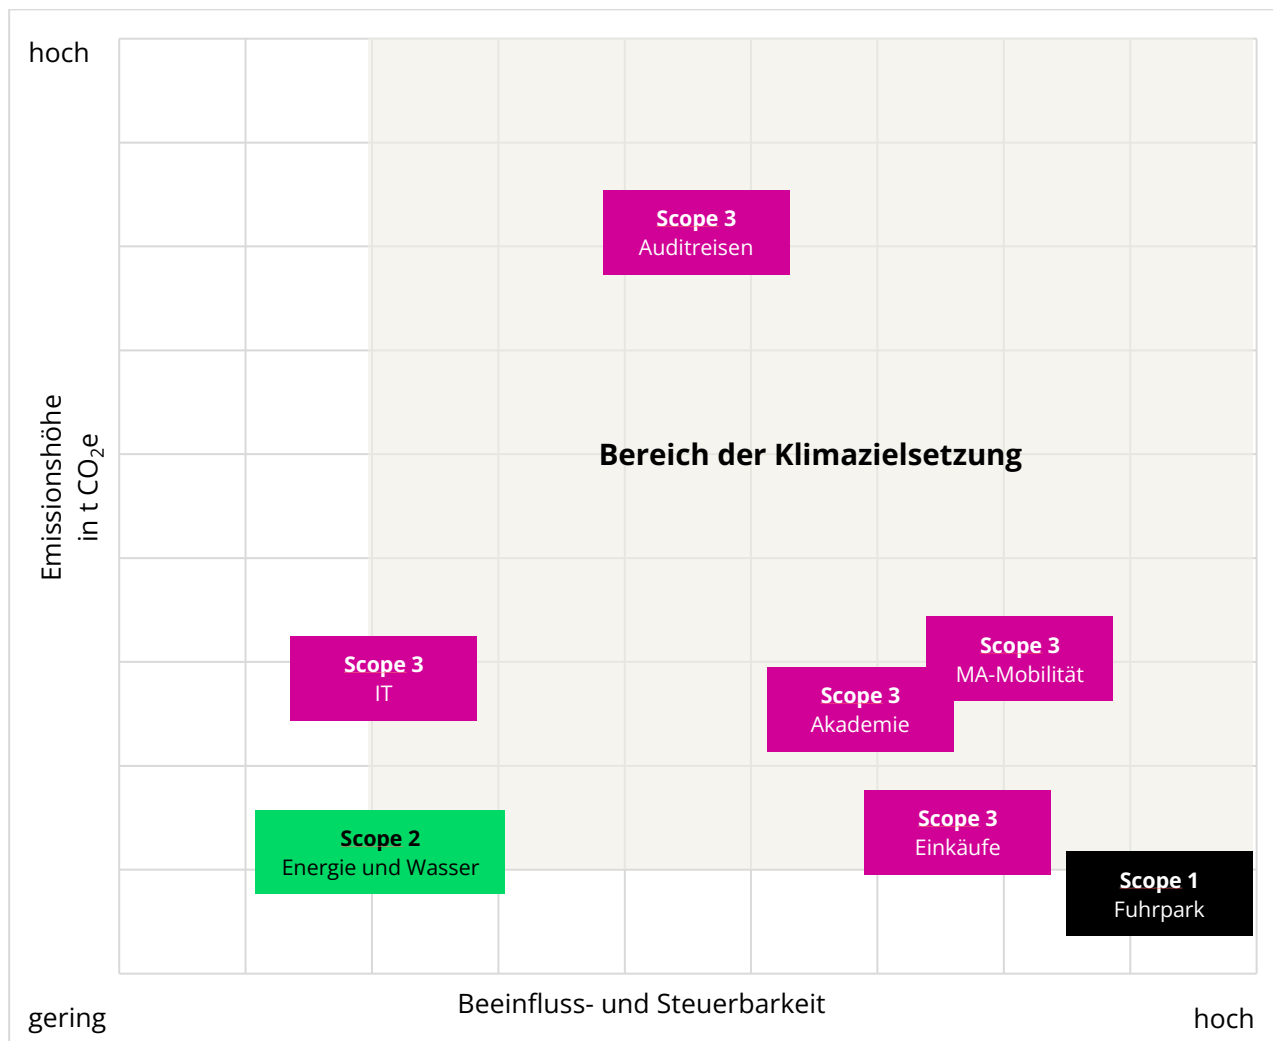 hoch
Scope 3
Auditreisen
Emissionshöhe
in t CO₂e
Bereich der Klimazielsetzung
Scope 3
IT
Scope 3
MA-Mobilität
Scope 3
Akademie
Scope 2
Energie und Wasser
Scope 3
Einkäufe
Scope 1
Fuhrpark
gering
Beeinfluss- und Steuerbarkeit
hoch